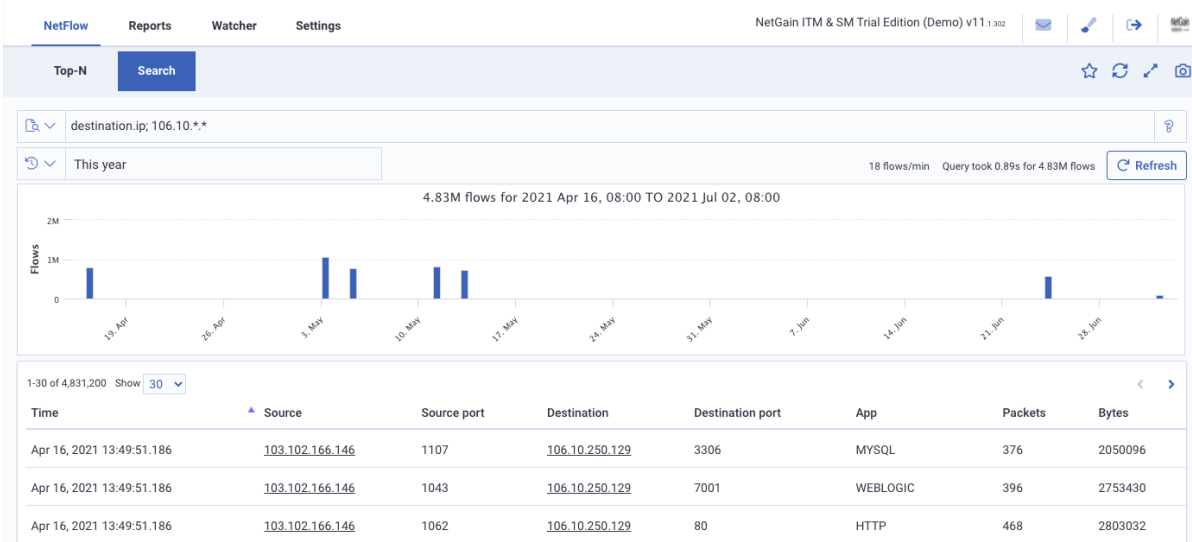 NetFlow Reports Watcher Settings NetGain ITM & SM Trial Edition (Demo) v11.1.302
Top-N Search
destination.ip; 106.10.*.* ?
This year 18 flows/min Query took 0.89s for 4.83M flows Refresh
4.83M flows for 2021 Apr 16, 08:00 TO 2021 Jul 02, 08:00
Flows
2M
1M
0
19. Apr 26. Apr 3. May 10. May 17. May 24. May 31. May 7. Jun 14. Jun 21. Jun 28. Jun
1-30 of 4,831,200 Show 30
Time Source Source port Destination Destination port App Packets Bytes
Apr 16, 2021 13:49:51.186 103.102.166.146 1107 106.10.250.129 3306 MYSQL 376 2050096
Apr 16, 2021 13:49:51.186 103.102.166.146 1043 106.10.250.129 7001 WEBLOGIC 396 2753430
Apr 16, 2021 13:49:51.186 103.102.166.146 1062 106.10.250.129 80 HTTP 468 2803032